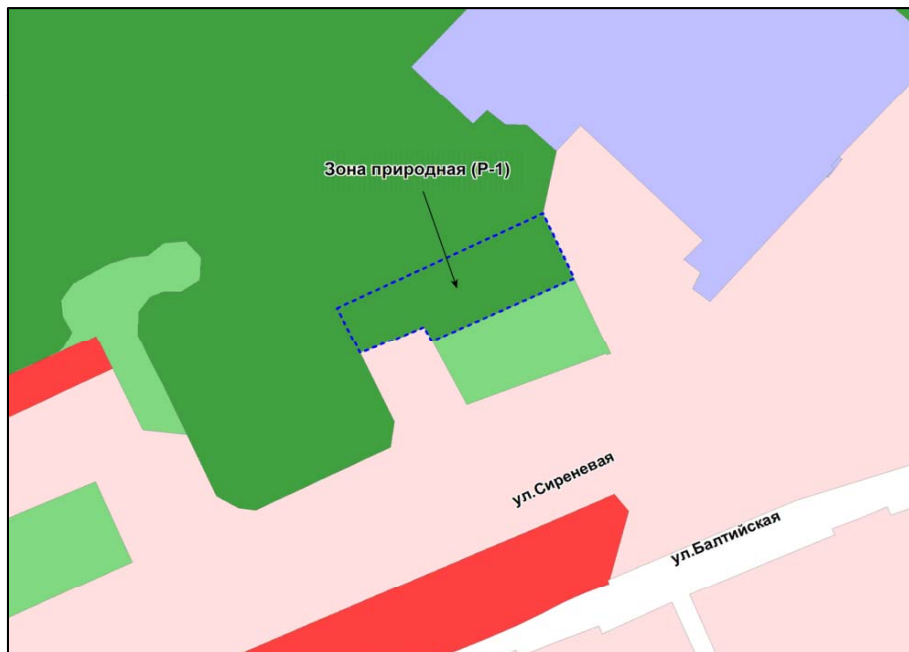 Зона природная (Р-1)
ул.Сиреневая
ул.Балтийская